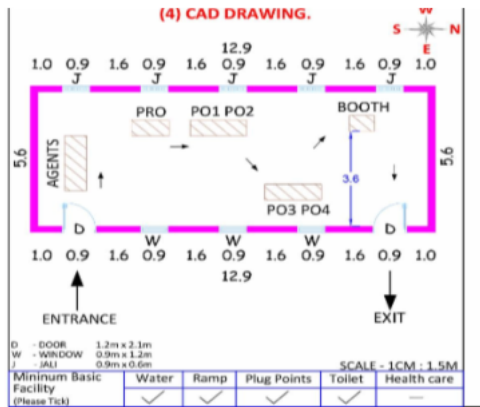 (4) CAD DRAWING.
W
S N
E
12.9
1.0 0.9 1.6 0.9 1.6 0.9 1.6 0.9 1.6 0.9 1.0
J J J J J
PRO PO1 PO2 BOOTH
AGENTS
5.6 3.6 5.6
PO3 PO4
D W W W D
1.0 0.9 1.6 0.9 1.6 0.9 1.6 0.9 1.6 0.9 1.0
12.9
ENTRANCE EXIT
D - DOOR 1.2m x 2.1m
W - WINDOW 0.9m x 1.2m
J - JALI 0.9m x 0.6m
SCALE - 1CM : 1.5M
Mininum Basic Facility (Please Tick) Water Ramp Plug Points Toilet Health care